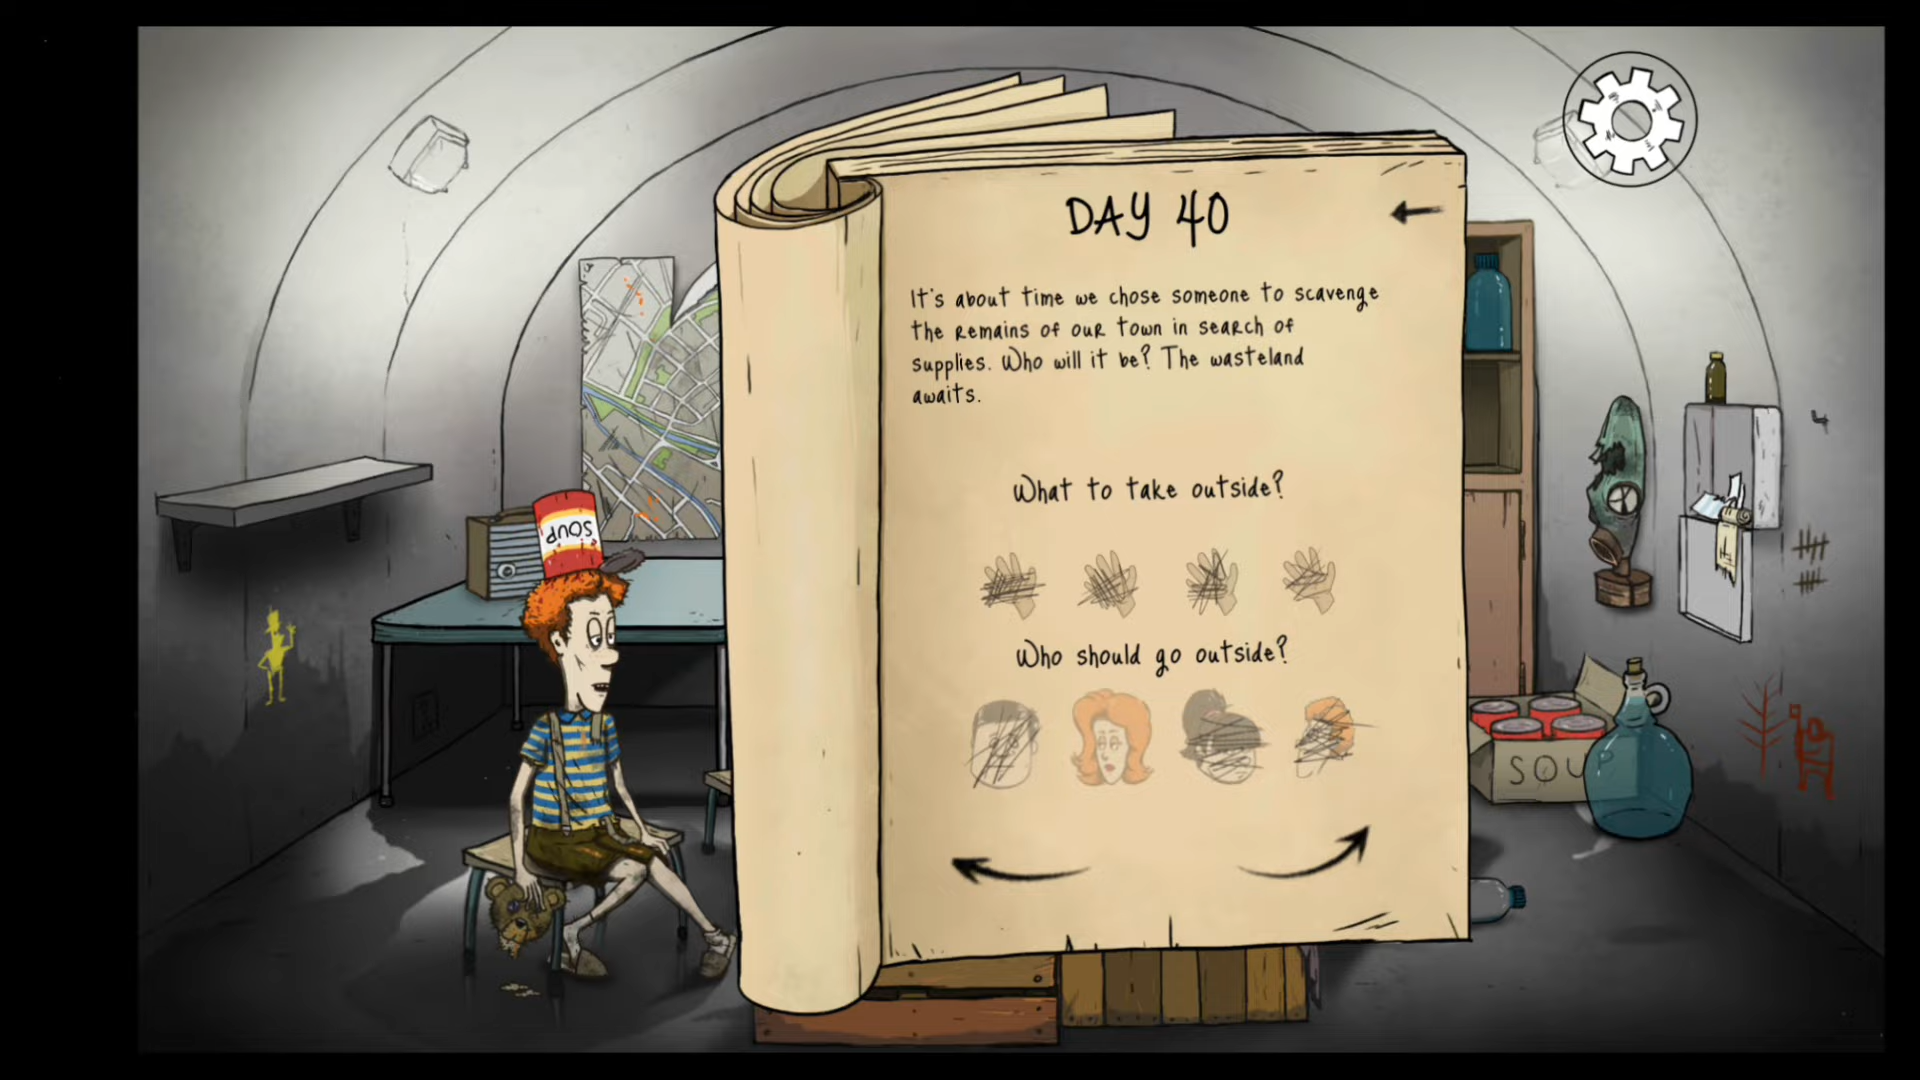 DAY 40
It's about time we chose someone to scavenge
the remains of our town in search of
supplies. Who will it be? The wasteland
awaits.
What to take outside?
Who should go outside?
SOUP
SOUP